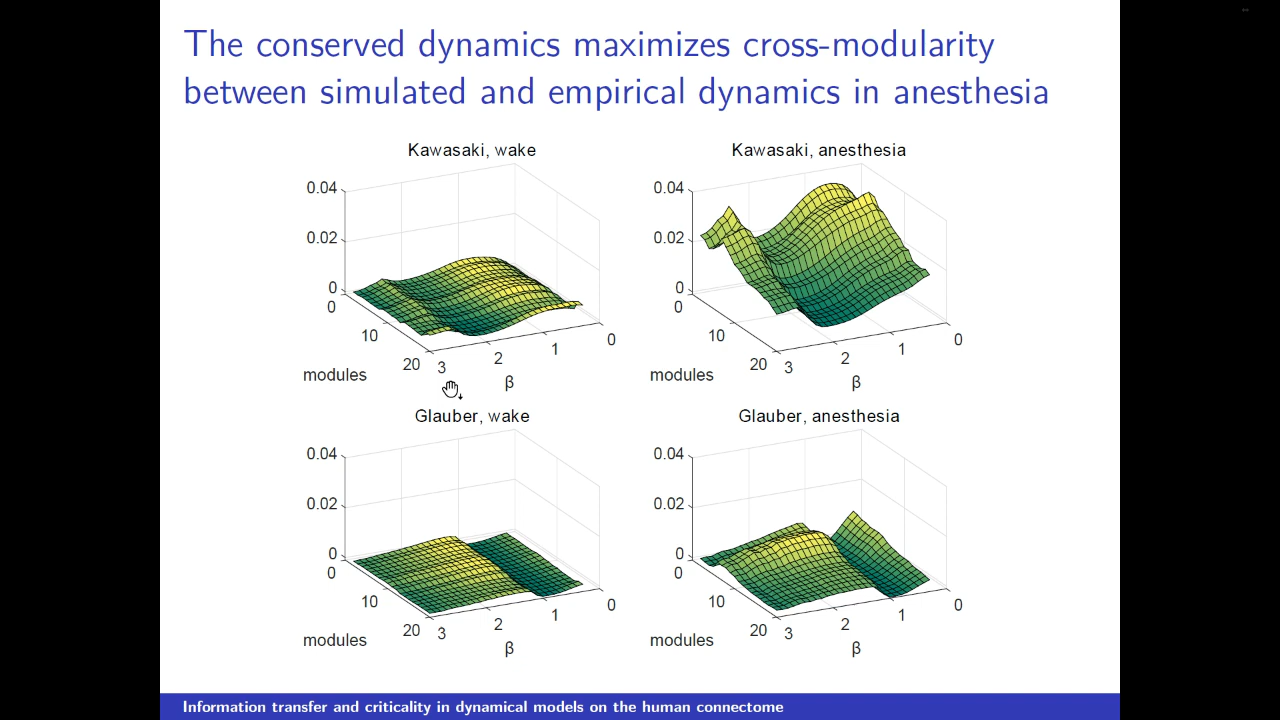 The conserved dynamics maximizes cross-modularity
between simulated and empirical dynamics in anesthesia
Kawasaki, wake
0.04
0.02
0
0
10
20
modules
3
2
1
0
β
Kawasaki, anesthesia
0.04
0.02
0
0
10
20
modules
3
2
1
0
β
Glauber, wake
0.04
0.02
0
0
10
20
modules
3
2
1
0
β
Glauber, anesthesia
0.04
0.02
0
0
10
20
modules
3
2
1
0
β
Information transfer and criticality in dynamical models on the human connectome